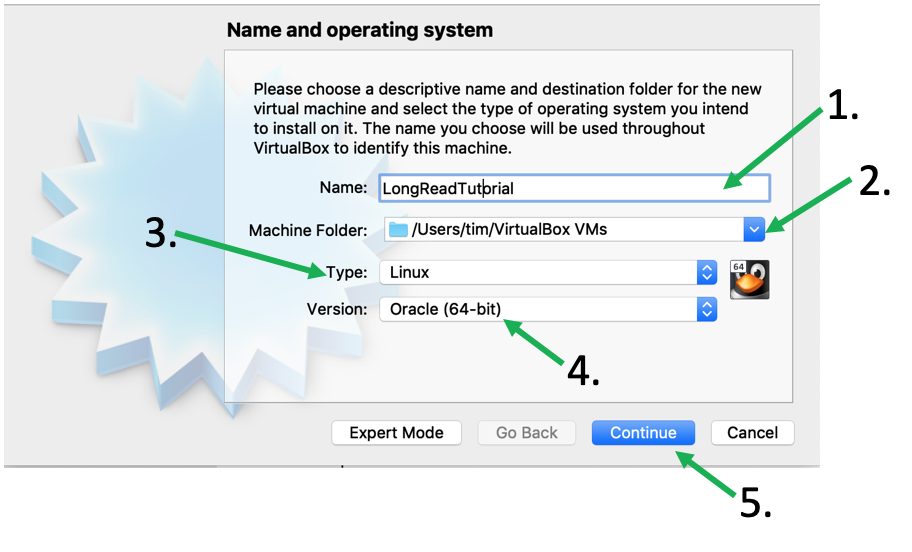 Name and operating system
Please choose a descriptive name and destination folder for the new
virtual machine and select the type of operating system you intend
to install on it. The name you choose will be used throughout
VirtualBox to identify this machine.
1.
Name: LongReadTutorial
2.
Machine Folder: /Users/tim/VirtualBox VMs
3.
Type: Linux
64
Version: Oracle (64-bit)
4.
Expert Mode Go Back Continue Cancel
5.